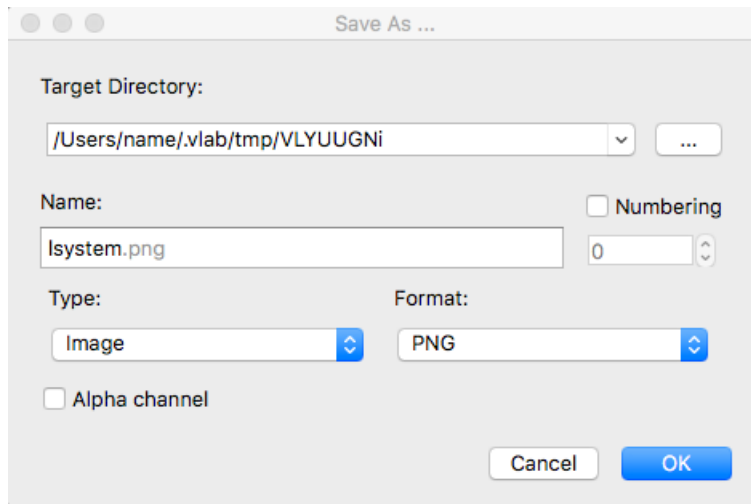 Save As ...
Target Directory:
/Users/name/.vlab/tmp/VLYUUGNi
...
Name:
Numbering
lsystem.png
0
Type:
Format:
Image
PNG
Alpha channel
Cancel
OK